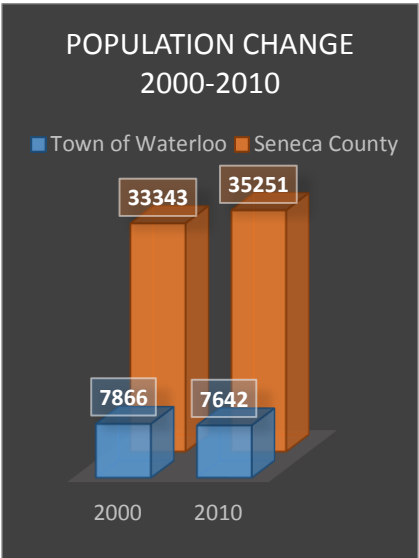 POPULATION CHANGE
2000-2010
Town of Waterloo Seneca County
33343 35251
7866 7642
2000 2010